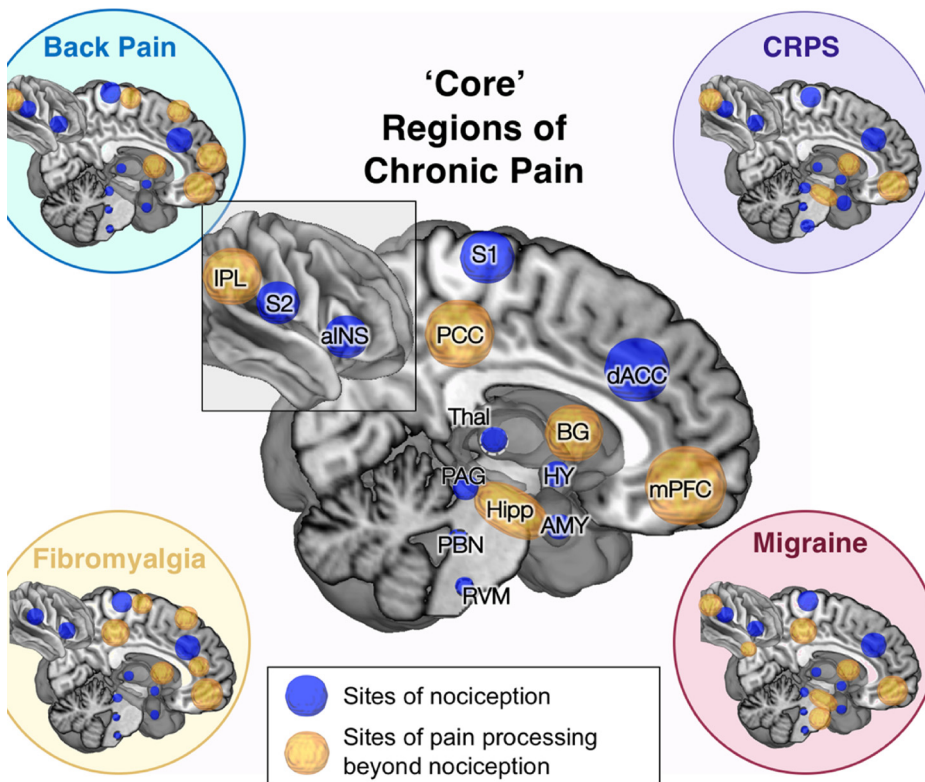 Back Pain
CRPS
'Core'
Regions of
Chronic Pain
S1
IPL
S2
aINS
PCC
dACC
Thal
BG
PAG
HY
mPFC
Hipp
AMY
PBN
RVM
Fibromyalgia
Migraine
Sites of nociception
Sites of pain processing
beyond nociception